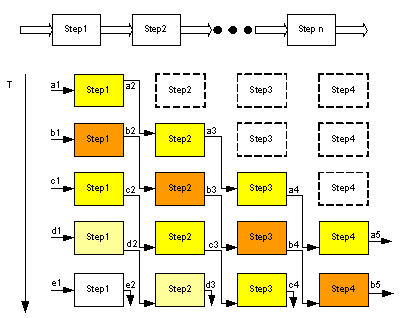 Step1 Step2 Step n
T
a1 Step1 a2 Step2 Step3 Step4
b1 Step1 b2 Step2 a3 Step3 Step4
c1 Step1 c2 Step2 b3 Step3 a4 Step4
d1 Step1 d2 Step2 c3 Step3 b4 Step4 a5
e1 Step1 e2 Step2 d3 Step3 c4 Step4 b5